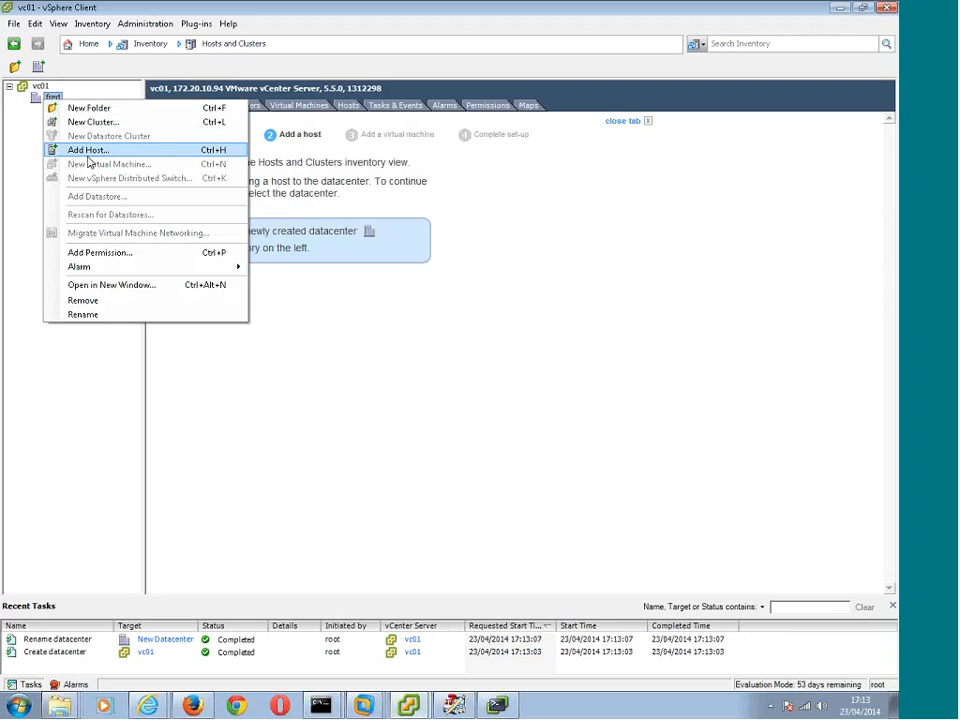 vc01 - vSphere Client
File Edit View Inventory Administration Plug-ins Help
Home Inventory Hosts and Clusters Search Inventory
vc01
fred
vc01, 172.20.10.94 VMware vCenter Server, 5.5.0, 1312298
ers Virtual Machines Hosts Tasks & Events Alarms Permissions Maps
close tab
New Folder Ctrl+F
New Cluster... Ctrl+L
New Datastore Cluster
Add Host... Ctrl+H
New Virtual Machine... Ctrl+N
New vSphere Distributed Switch... Ctrl+K
Add Datastore...
Rescan for Datastores...
Migrate Virtual Machine Networking...
Add Permission... Ctrl+P
Alarm
Open in New Window... Ctrl+Alt+N
Remove
Rename
2 Add a host 3 Add a virtual machine 4 Complete set-up
e Hosts and Clusters inventory view.
ng a host to the datacenter. To continue
elect the datacenter.
ewly created datacenter
ry on the left.
Recent Tasks
Name, Target or Status contains: Clear
Name Target Status Details Initiated by vCenter Server Requested Start Ti... Start Time Completed Time
Rename datacenter New Datacenter Completed root vc01 23/04/2014 17:13:07 23/04/2014 17:13:07 23/04/2014 17:13:07
Create datacenter vc01 Completed root vc01 23/04/2014 17:13:03 23/04/2014 17:13:03 23/04/2014 17:13:03
Tasks Alarms Evaluation Mode: 53 days remaining root
17:13
23/04/2014